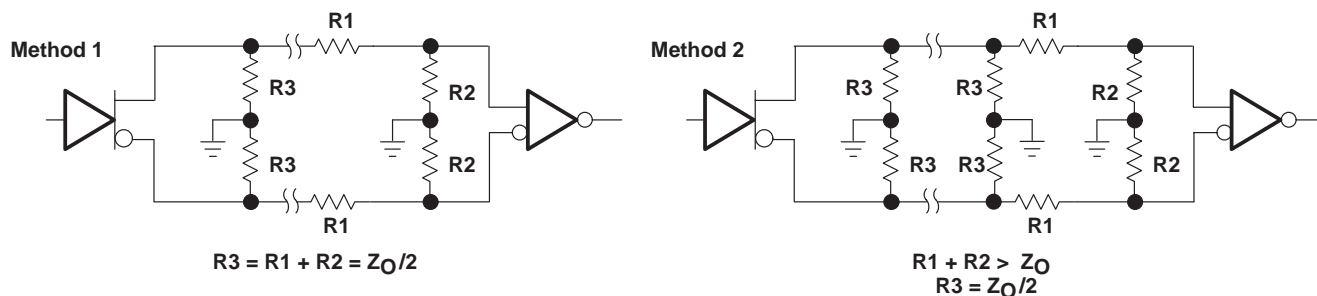 Method 1
R1
R3
R2
R3
R2
R1
R3 = R1 + R2 = ZO/2
Method 2
R1
R3
R3
R2
R3
R3
R2
R1
R1 + R2 > ZO
R3 = ZO/2